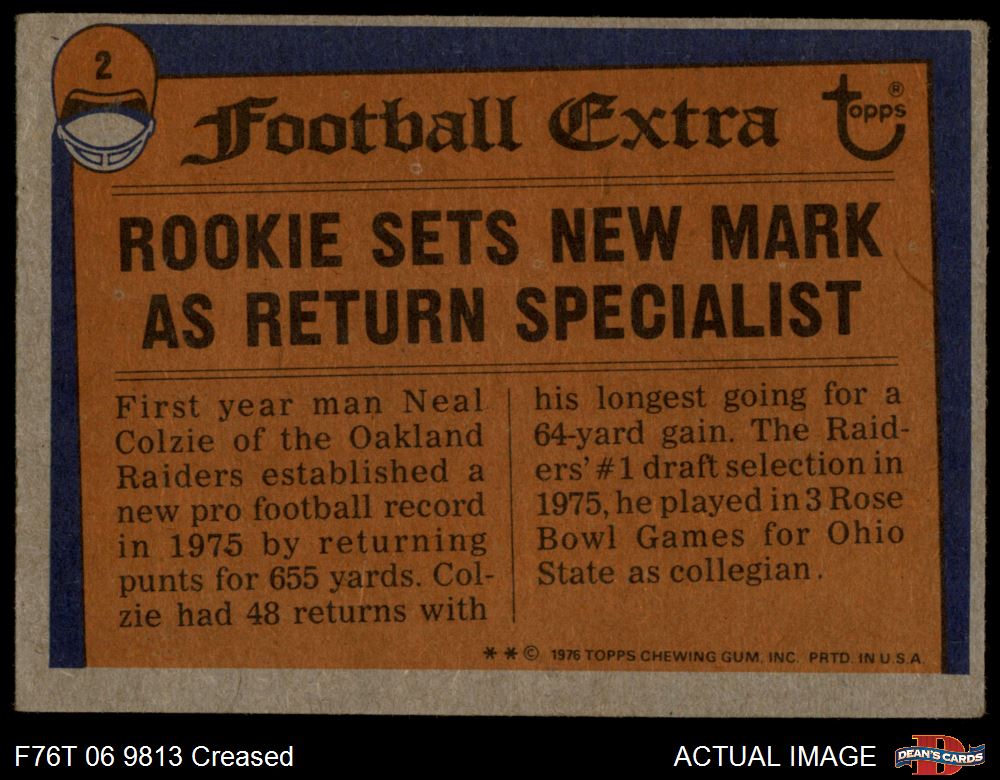 2
Football Extra
topps®
ROOKIE SETS NEW MARK
AS RETURN SPECIALIST
First year man Neal
Colzie of the Oakland
Raiders established a
new pro football record
in 1975 by returning
punts for 655 yards. Col-
zie had 48 returns with
his longest going for a
64-yard gain. The Raid-
ers' #1 draft selection in
1975, he played in 3 Rose
Bowl Games for Ohio
State as collegian.
* * © 1976 TOPPS CHEWING GUM, INC. PRTD. IN U.S.A.
F76T 06 9813 Creased
ACTUAL IMAGE
DEAN'S CARDS